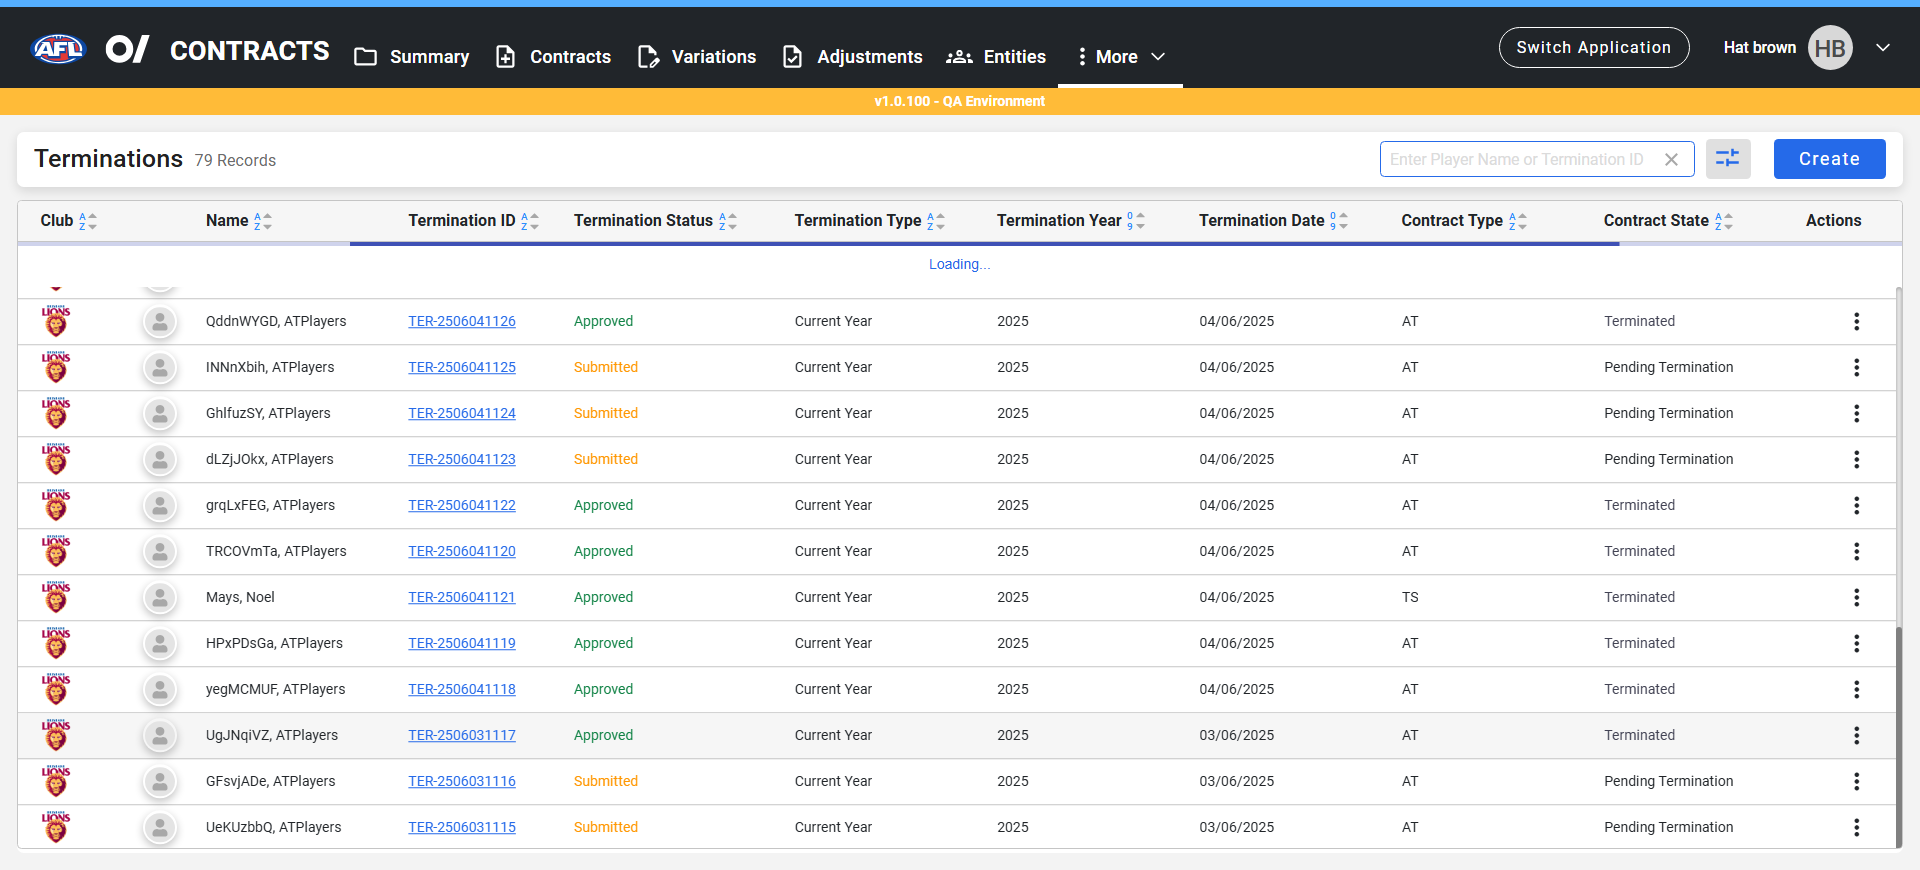 AFL CONTRACTS Summary Contracts Variations Adjustments Entities More Switch Application Hat brown HB
v1.0.100 - QA Environment
Terminations 79 Records Enter Player Name or Termination ID Create
Club AZ Name AZ Termination ID AZ Termination Status AZ Termination Type AZ Termination Year 09 Termination Date 09 Contract Type AZ Contract State AZ Actions
Loading...
LIONS QddnWYGD, ATPlayers TER-2506041126 Approved Current Year 2025 04/06/2025 AT Terminated
LIONS INNnXbih, ATPlayers TER-2506041125 Submitted Current Year 2025 04/06/2025 AT Pending Termination
LIONS GhlfuzSY, ATPlayers TER-2506041124 Submitted Current Year 2025 04/06/2025 AT Pending Termination
LIONS dLZjJOkx, ATPlayers TER-2506041123 Submitted Current Year 2025 04/06/2025 AT Pending Termination
LIONS grqLxFEG, ATPlayers TER-2506041122 Approved Current Year 2025 04/06/2025 AT Terminated
LIONS TRCOVmTa, ATPlayers TER-2506041120 Approved Current Year 2025 04/06/2025 AT Terminated
LIONS Mays, Noel TER-2506041121 Approved Current Year 2025 04/06/2025 TS Terminated
LIONS HPxPDsGa, ATPlayers TER-2506041119 Approved Current Year 2025 04/06/2025 AT Terminated
LIONS yegMCMUF, ATPlayers TER-2506041118 Approved Current Year 2025 04/06/2025 AT Terminated
LIONS UgJNqiVZ, ATPlayers TER-2506031117 Approved Current Year 2025 03/06/2025 AT Terminated
LIONS GFsvjADe, ATPlayers TER-2506031116 Submitted Current Year 2025 03/06/2025 AT Pending Termination
LIONS UeKUzbbQ, ATPlayers TER-2506031115 Submitted Current Year 2025 03/06/2025 AT Pending Termination